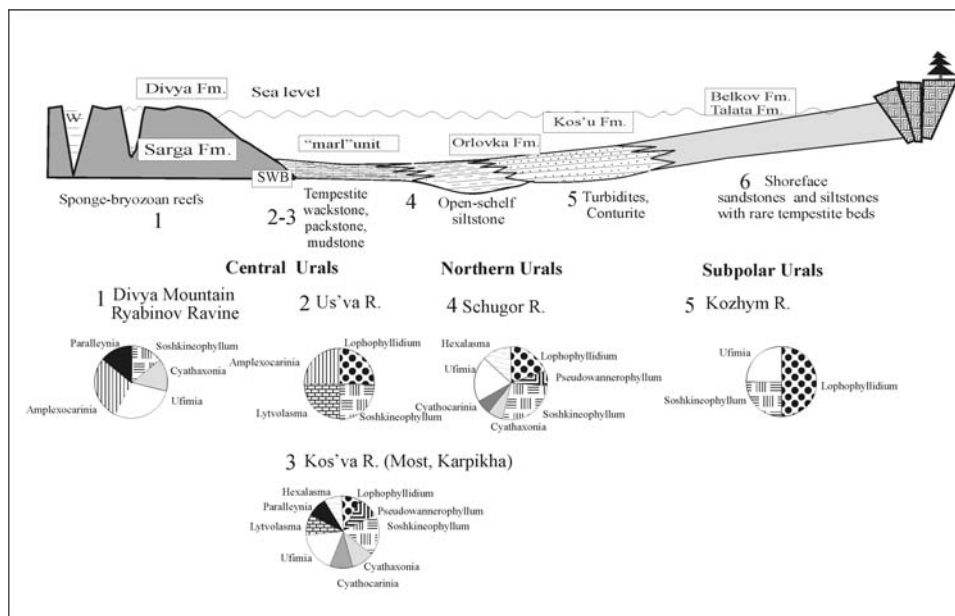 Divya Fm.
Sea level
Belkov Fm.
Talata Fm.
W
Kos'u Fm.
Sarga Fm.
"marl"unit
Orlovka Fm.
SWB
Sponge-bryozoan reefs
1
2-3
Tempestite
wackstone,
packstone,
mudstone
4
Open-schelf
siltstone
5
Turbidites,
Conturite
6 Shoreface
sandstones and siltstones
with rare tempestite beds
Central Urals
Northern Urals
Subpolar Urals
1 Divya Mountain
Ryabinov Ravine
2 Us'va R.
4 Schugor R.
5 Kozhym R.
Paralleynia
Soshkineophyllum
Cyathaxonia
Ufimia
Amplexocarinia
Amplexocarinia
Lophophyllidium
Lytvolasma
Soshkineophyllum
Hexalasma
Lophophyllidium
Ufimia
Pseudowannerophyllum
Cyathocarinia
Soshkineophyllum
Cyathaxonia
Ufimia
Lophophyllidium
Soshkineophyllum
3 Kos'va R. (Most, Karpikha)
Hexalasma
Lophophyllidium
Paralleynia
Pseudowannerophyllum
Lytvolasma
Soshkineophyllum
Ufimia
Cyathaxonia
Cyathocarinia